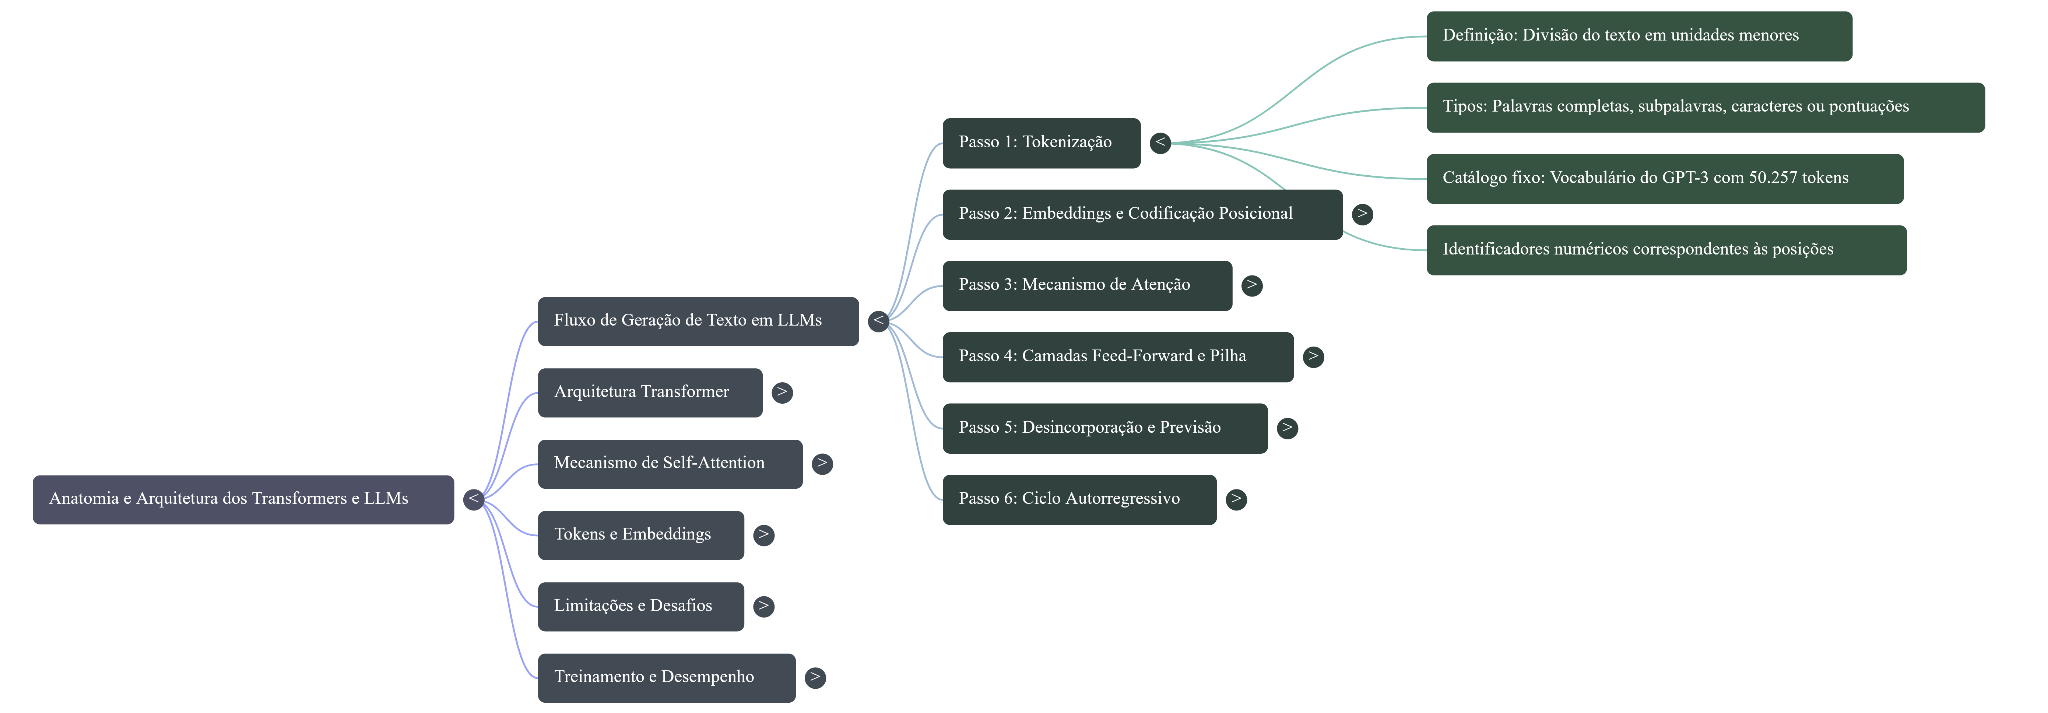 Anatomia e Arquitetura dos Transformers e LLMs
<
Fluxo de Geração de Texto em LLMs
<
Passo 1: Tokenização
<
Definição: Divisão do texto em unidades menores
Tipos: Palavras completas, subpalavras, caracteres ou pontuações
Catálogo fixo: Vocabulário do GPT-3 com 50.257 tokens
Identificadores numéricos correspondentes às posições
Passo 2: Embeddings e Codificação Posicional
>
Passo 3: Mecanismo de Atenção
>
Passo 4: Camadas Feed-Forward e Pilha
>
Passo 5: Desincorporação e Previsão
>
Passo 6: Ciclo Autorregressivo
>
Arquitetura Transformer
>
Mecanismo de Self-Attention
>
Tokens e Embeddings
>
Limitações e Desafios
>
Treinamento e Desempenho
>